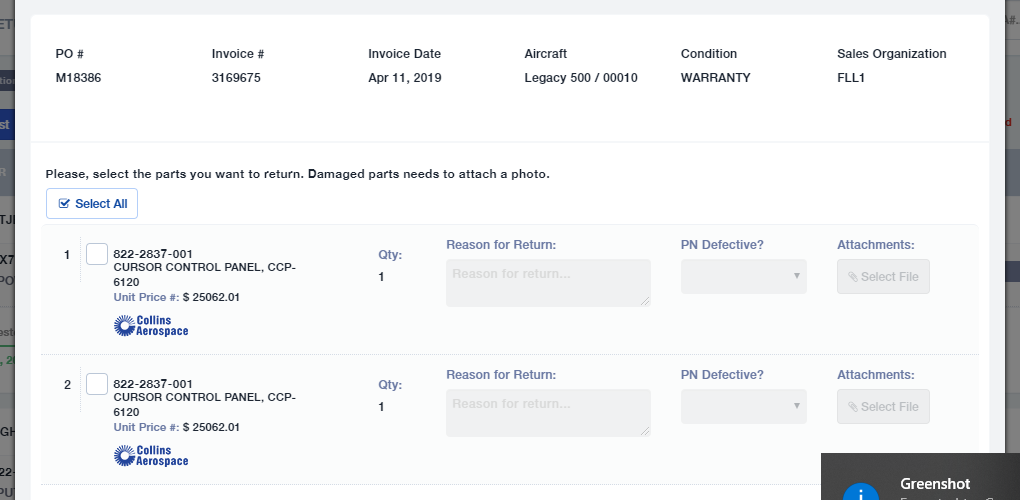 PO #
Invoice #
Invoice Date
Aircraft
Condition
Sales Organization
M18386
3169675
Apr 11, 2019
Legacy 500 / 00010
WARRANTY
FLL1
Please, select the parts you want to return. Damaged parts needs to attach a photo.
Select All
1
822-2837-001
CURSOR CONTROL PANEL, CCP-
6120
Unit Price #: $ 25062.01
Collins
Aerospace
Qty:
1
Reason for Return:
Reason for return...
PN Defective?
Attachments:
Select File
2
822-2837-001
CURSOR CONTROL PANEL, CCP-
6120
Unit Price #: $ 25062.01
Collins
Aerospace
Qty:
1
Reason for Return:
Reason for return...
PN Defective?
Attachments:
Select File
Greenshot